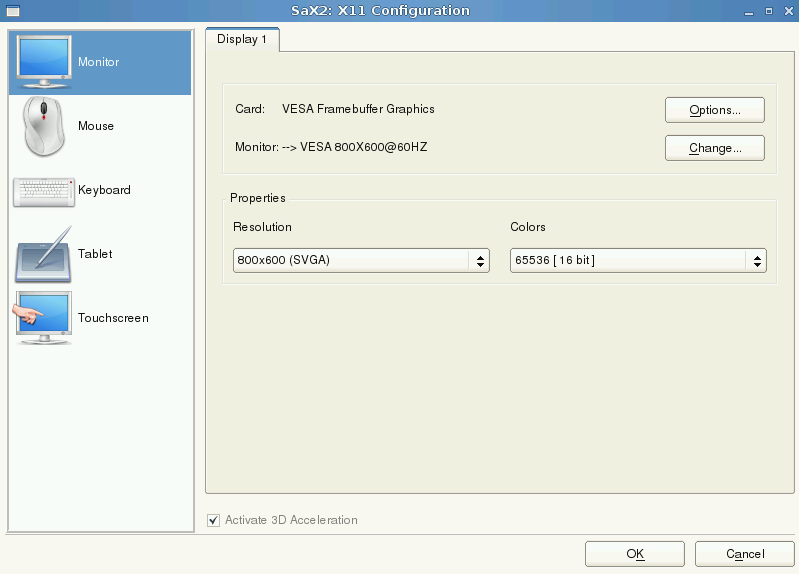 SaX2: X11 Configuration
Monitor
Mouse
Keyboard
Tablet
Touchscreen
Display 1
Card: VESA Framebuffer Graphics
Options...
Monitor: --> VESA 800X600@60HZ
Change...
Properties
Resolution
Colors
800x600 (SVGA)
65536 [ 16 bit ]
Activate 3D Acceleration
OK
Cancel